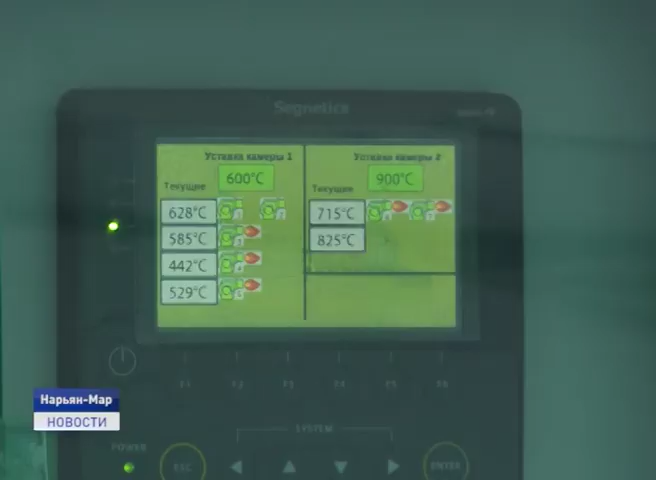 Segnetics
Уставка камеры 1
600°C
Текущие
628°C
585°C
442°C
529°C
Уставка камеры 2
900°C
Текущие
715°C
825°C
F1 F2 F3 F4 F5 F6
SYSTEM
POWER
ESC
ENTER
Нарьян-Мар
НОВОСТИ